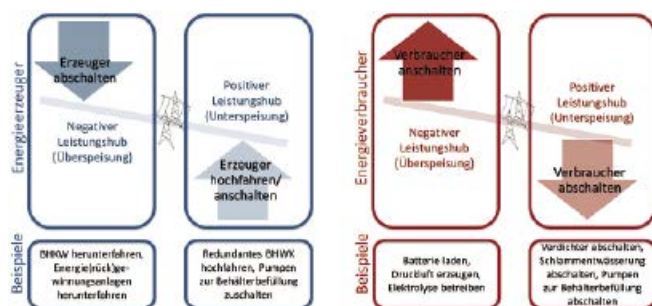 Energieerzeuger
Erzeuger
abschalten
Negativer
Leistungshub
(Überspeisung)
Positiver
Leistungshub
(Unterspeisung)
Erzeuger
hochfahren/
anschalten
Beispiele
BHKW herunterfahren,
Energie(rück)ge-
winnungsanlagen
herunterfahren
Redundantes BHWK
hochfahren, Pumpen
zur Behälterbefüllung
zuschalten
Energieverbraucher
Verbraucher
anschalten
Negativer
Leistungshub
(Überspeisung)
Positiver
Leistungshub
(Unterspeisung)
Verbraucher
abschalten
Beispiele
Batterie laden,
Druckluft erzeugen,
Elektrolyse betreiben
Verdichter abschalten,
Schlammentwässerung
abschalten, Pumpen
zur Behälterbefüllung
abschalten